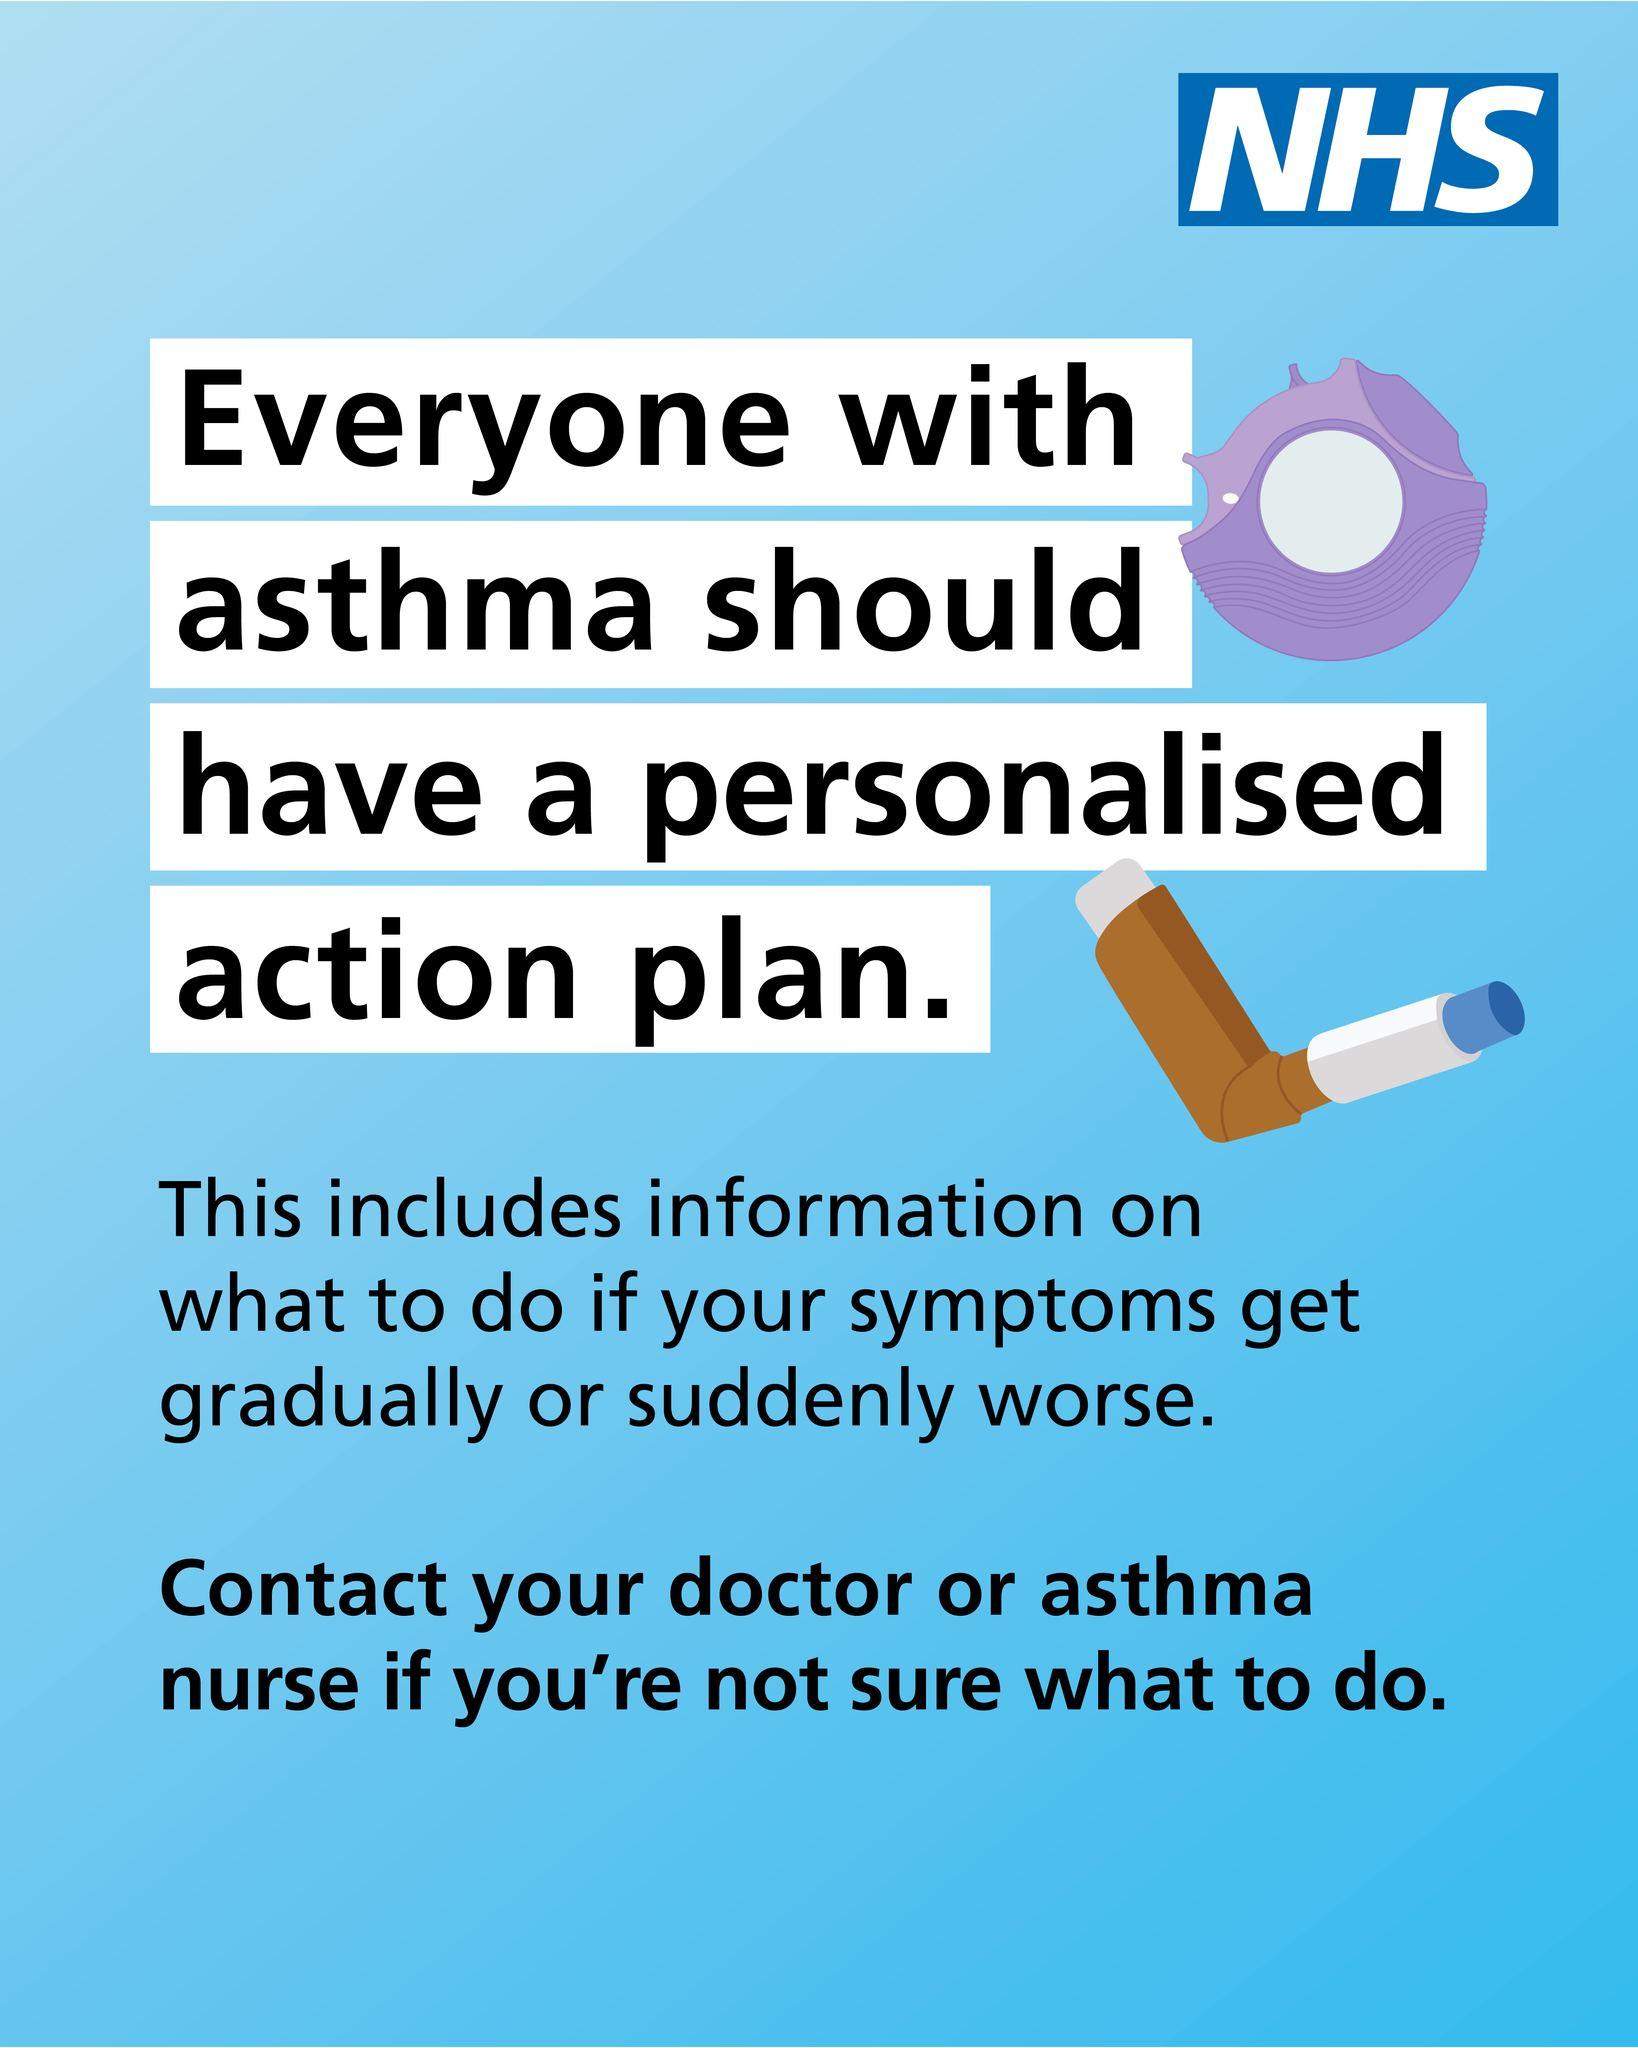 NHS
Everyone with
asthma should
have a personalised
action plan.
This includes information on
what to do if your symptoms get
gradually or suddenly worse.
Contact your doctor or asthma
nurse if you’re not sure what to do.